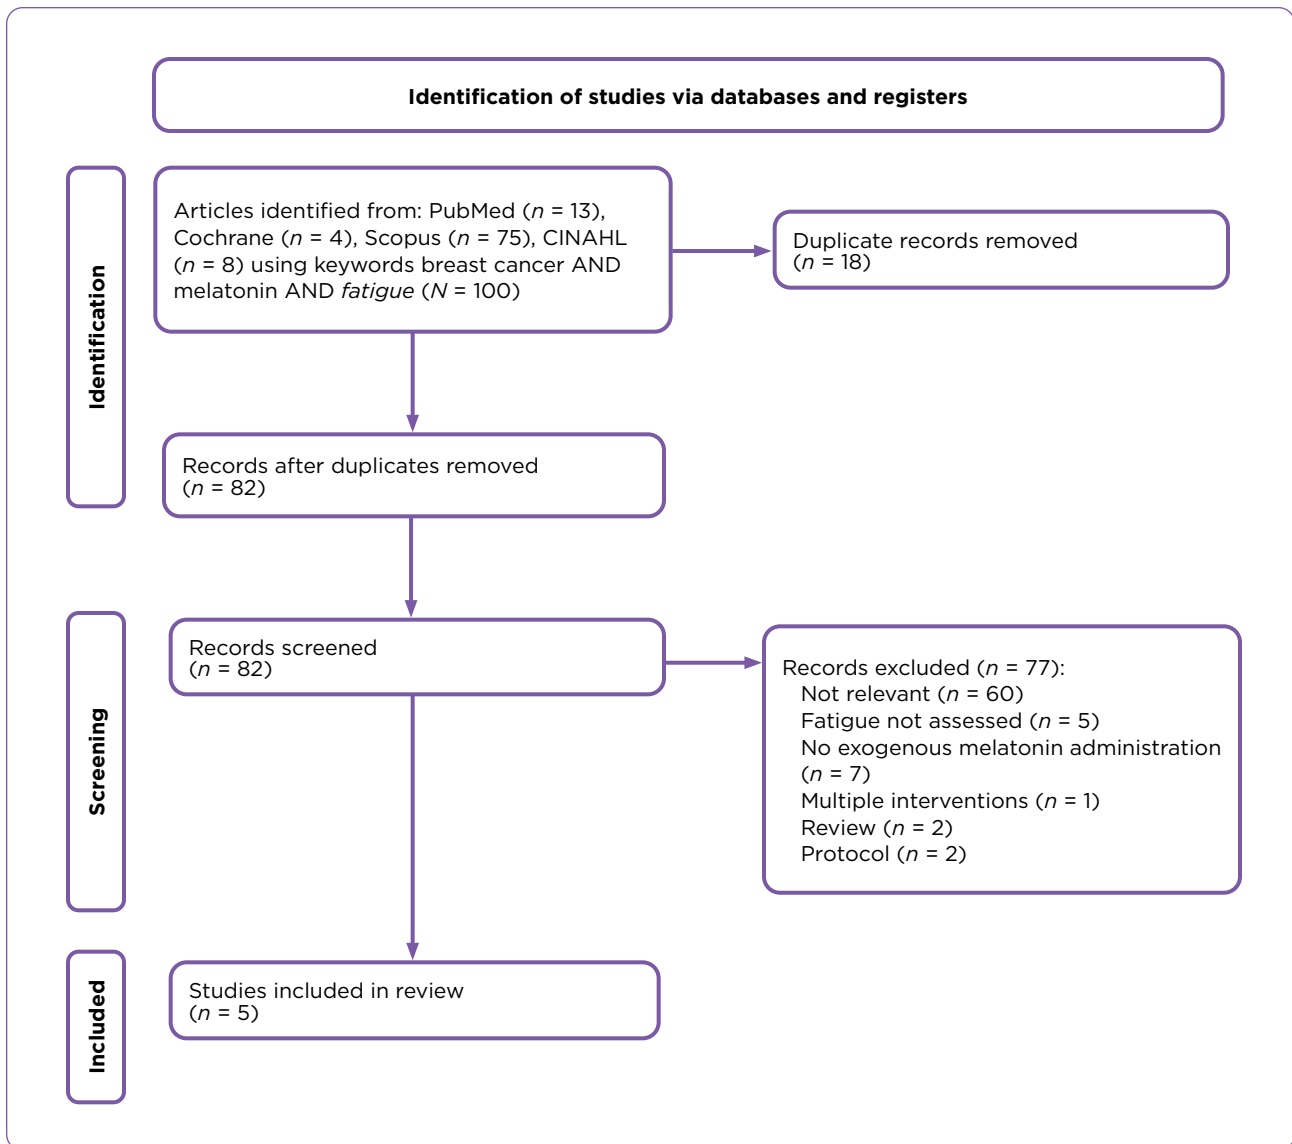 Identification of studies via databases and registers
Identification
Articles identified from: PubMed (n = 13),
Cochrane (n = 4), Scopus (n = 75), CINAHL
(n = 8) using keywords breast cancer AND
melatonin AND fatigue (N = 100)
Duplicate records removed
(n = 18)
Records after duplicates removed
(n = 82)
Screening
Records screened
(n = 82)
Records excluded (n = 77):
Not relevant (n = 60)
Fatigue not assessed (n = 5)
No exogenous melatonin administration
(n = 7)
Multiple interventions (n = 1)
Review (n = 2)
Protocol (n = 2)
Included
Studies included in review
(n = 5)